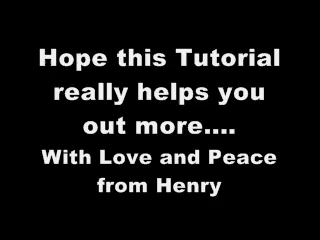 Hope this Tutorial
really helps you
out more....
With Love and Peace
from Henry